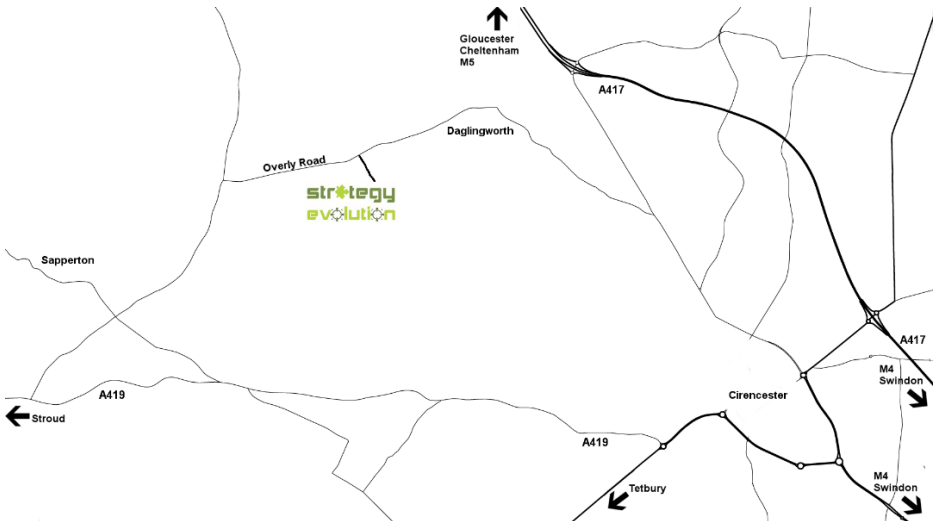 Gloucester
Cheltenham
M5
A417
Daglingworth
Overly Road
strategy
evolution
Sapperton
A417
M4
Swindon
A419
Cirencester
Stroud
A419
M4
Swindon
Tetbury